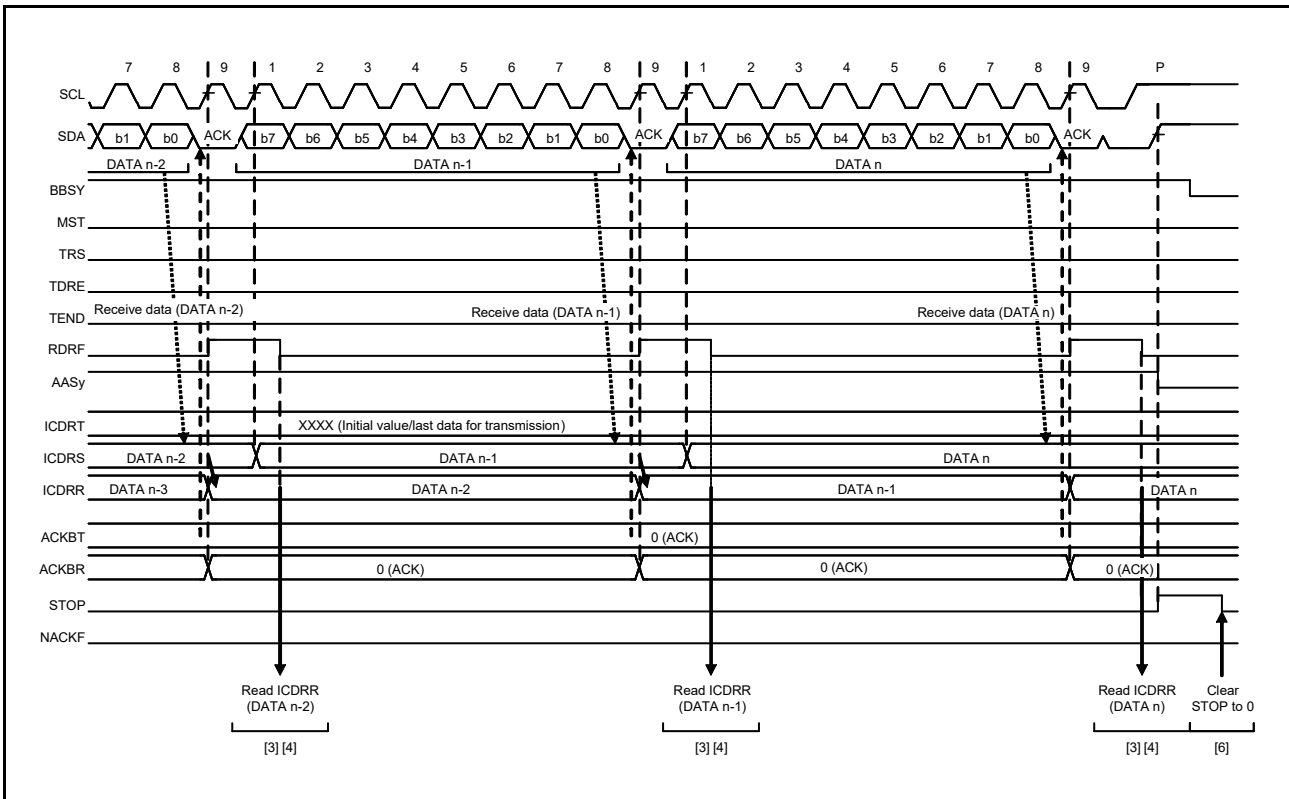 7 8 9 1 2 3 4 5 6 7 8 9 1 2 3 4 5 6 7 8 9 P
SCL
SDA b1 b0 ACK b7 b6 b5 b4 b3 b2 b1 b0 ACK b7 b6 b5 b4 b3 b2 b1 b0 ACK
DATA n-2 DATA n-1 DATA n
BBSY
MST
TRS
TDRE
Receive data (DATA n-2) Receive data (DATA n-1) Receive data (DATA n)
TEND
RDRF
AASy
ICDRT XXXX (Initial value/last data for transmission)
ICDRS DATA n-2 DATA n-1 DATA n
ICDRR DATA n-3 DATA n-2 DATA n-1 DATA n
ACKBT 0 (ACK)
ACKBR 0 (ACK) 0 (ACK) 0 (ACK)
STOP
NACKF
Read ICDRR Read ICDRR Read ICDRR Clear
(DATA n-2) (DATA n-1) (DATA n) STOP to 0
[3] [4] [3] [4] [3] [4] [6]